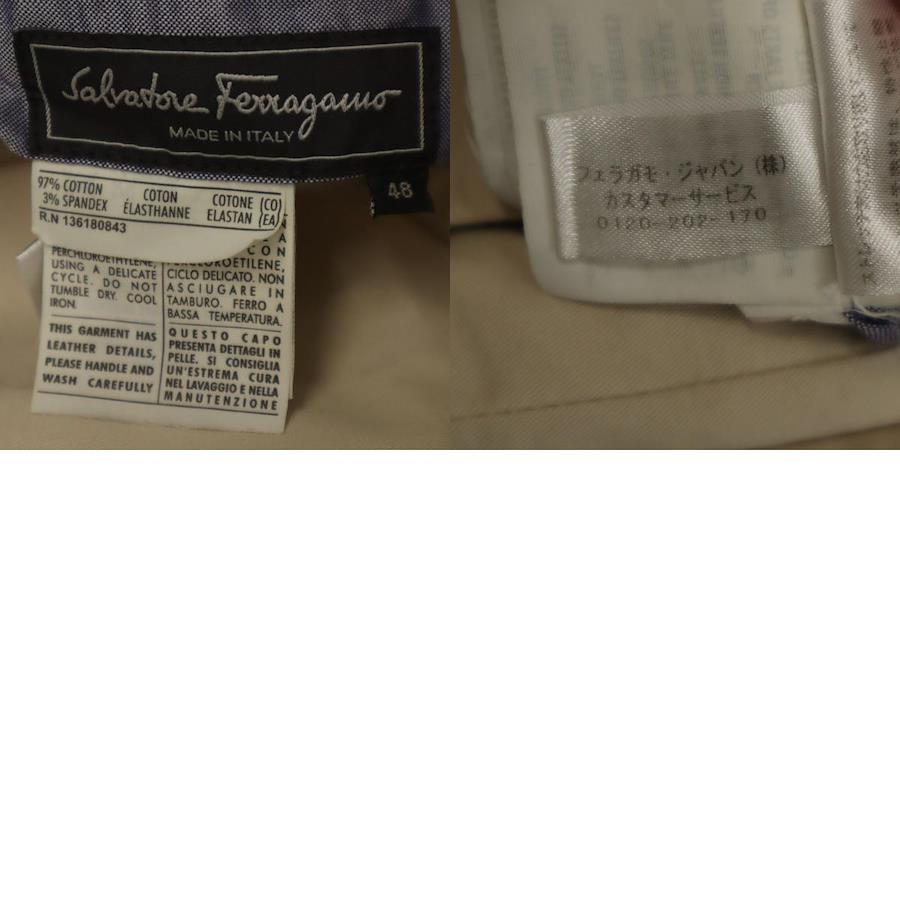 Salvatore Ferragamo
MADE IN ITALY
48
97% COTTON COTON COTONE (CO)
3% SPANDEX ÉLASTHANNE ELASTAN (EA)
R.N 136180843
PERCHLOROETHYLENE,
USING A DELICATE
CYCLE. DO NOT
TUMBLE DRY. COOL
IRON.
THIS GARMENT HAS
LEATHER DETAILS,
PLEASE HANDLE AND
WASH CAREFULLY
CON
PERCLOROETILENE,
CICLO DELICATO. NON
ASCIUGARE IN
TAMBURO. FERRO A
BASSA TEMPERATURA.
QUESTO CAPO
PRESENTA DETTAGLI IN
PELLE. SI CONSIGLIA
UN'ESTREMA CURA
NEL LAVAGGIO E NELLA
MANUTENZIONE
フェラガモ・ジャパン(株)
カスタマーサービス
0120-202-170